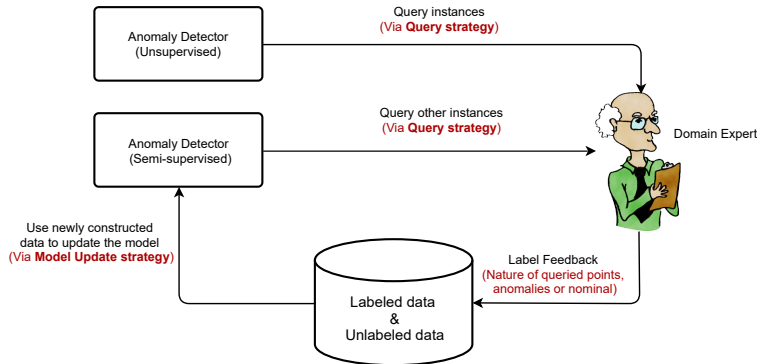 Query instances
(Via Query strategy)
Anomaly Detector
(Unsupervised)
Query other instances
(Via Query strategy)
Anomaly Detector
(Semi-supervised)
Domain Expert
Use newly constructed
data to update the model
(Via Model Update strategy)
Label Feedback
(Nature of queried points,
anomalies or nominal)
Labeled data
&
Unlabeled data